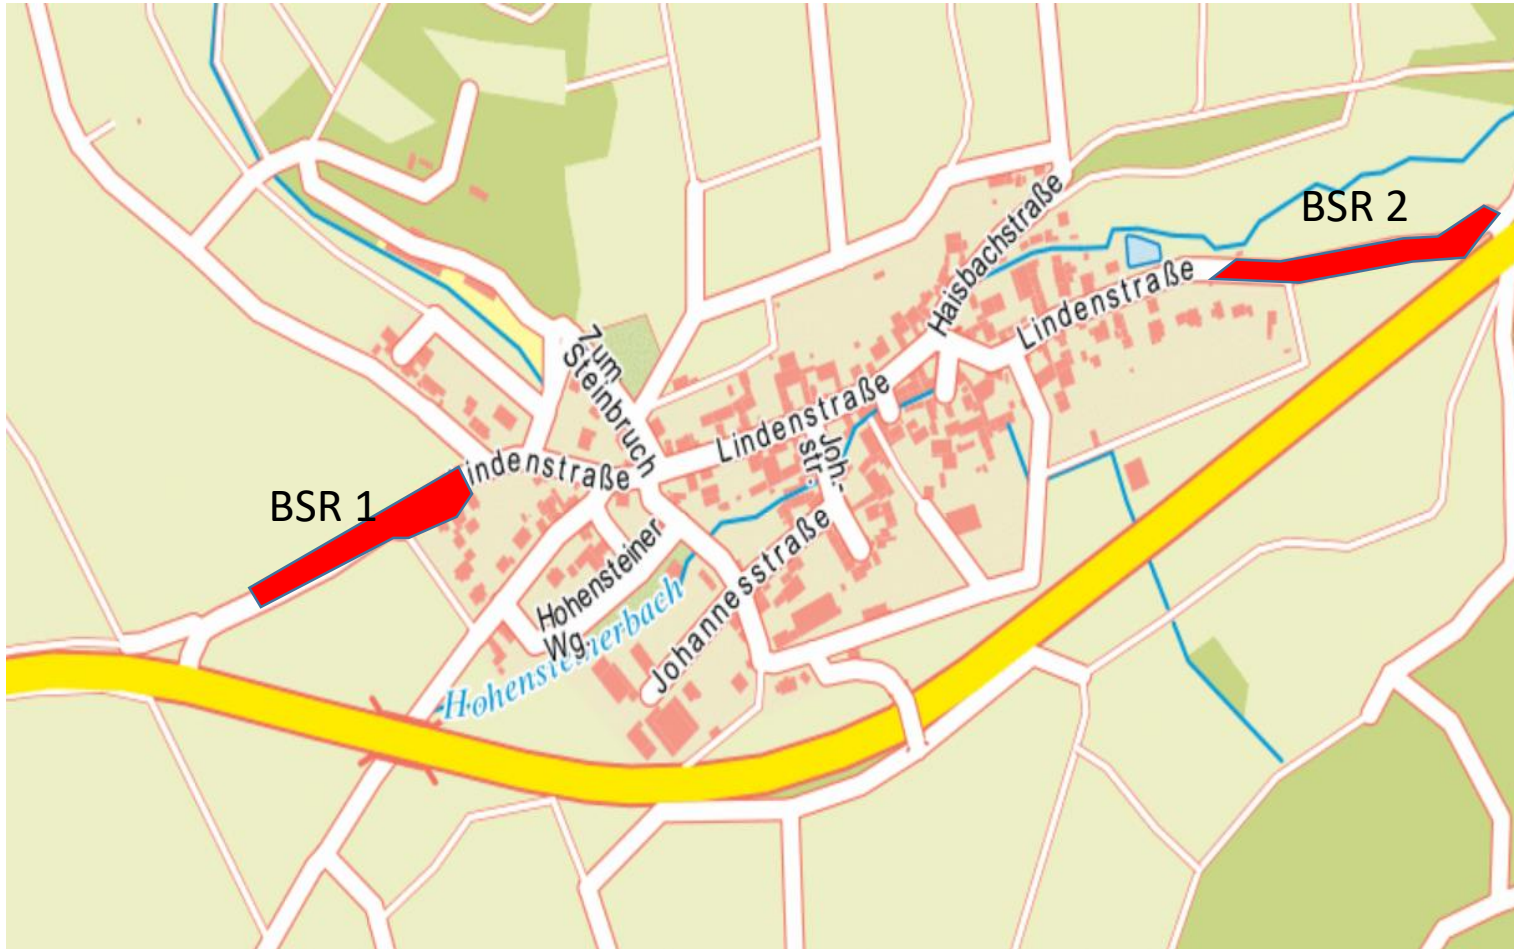 BSR 2
Haisbachstraße
Lindenstraße
Zum
Steinbruch
Lindenstraße
Joh.-
str.
indenstraße
BSR 1
Hohensteiner
Wg.
Johannesstraße
Hohensteinerbach